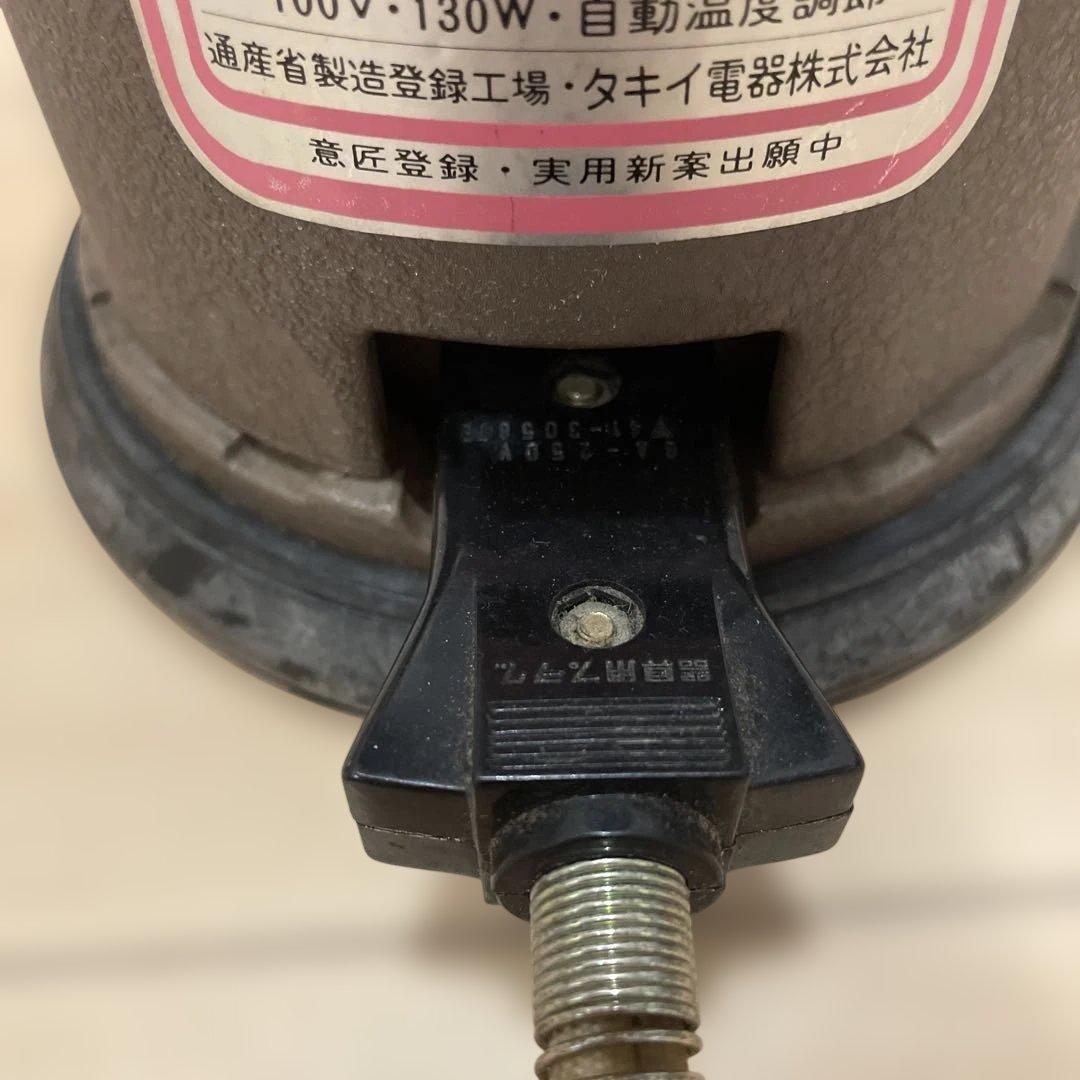 100V・130W・自動温度調節
通産省製造登録工場・タキイ電器株式会社
意匠登録・実用新案出願中
6A-250V
▽41-3058
器具用プラグ